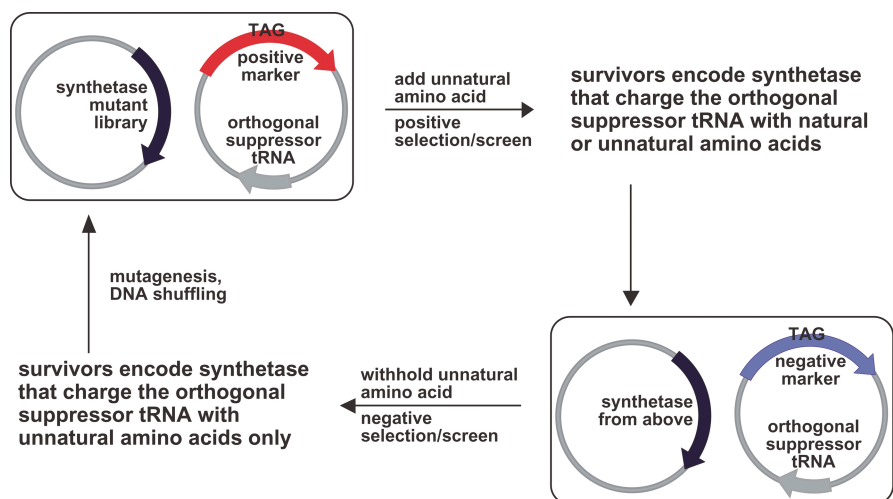 TAG
positive
marker
synthetase
mutant
library
orthogonal
suppressor
tRNA
add unnatural
amino acid
positive
selection/screen
survivors encode synthetase
that charge the orthogonal
suppressor tRNA with natural
or unnatural amino acids
TAG
negative
marker
synthetase
from above
orthogonal
suppressor
tRNA
withhold unnatural
amino acid
negative
selection/screen
survivors encode synthetase
that charge the orthogonal
suppressor tRNA with
unnatural amino acids only
mutagenesis,
DNA shuffling